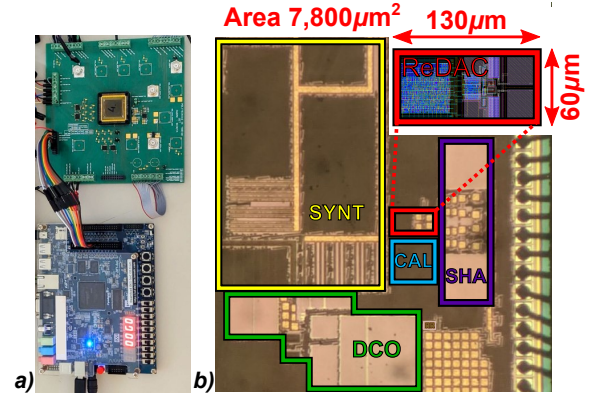 Area 7,800µm²
130µm
ReDAC
60µm
SYNT
CAL
SHA
DCO
a)
b)